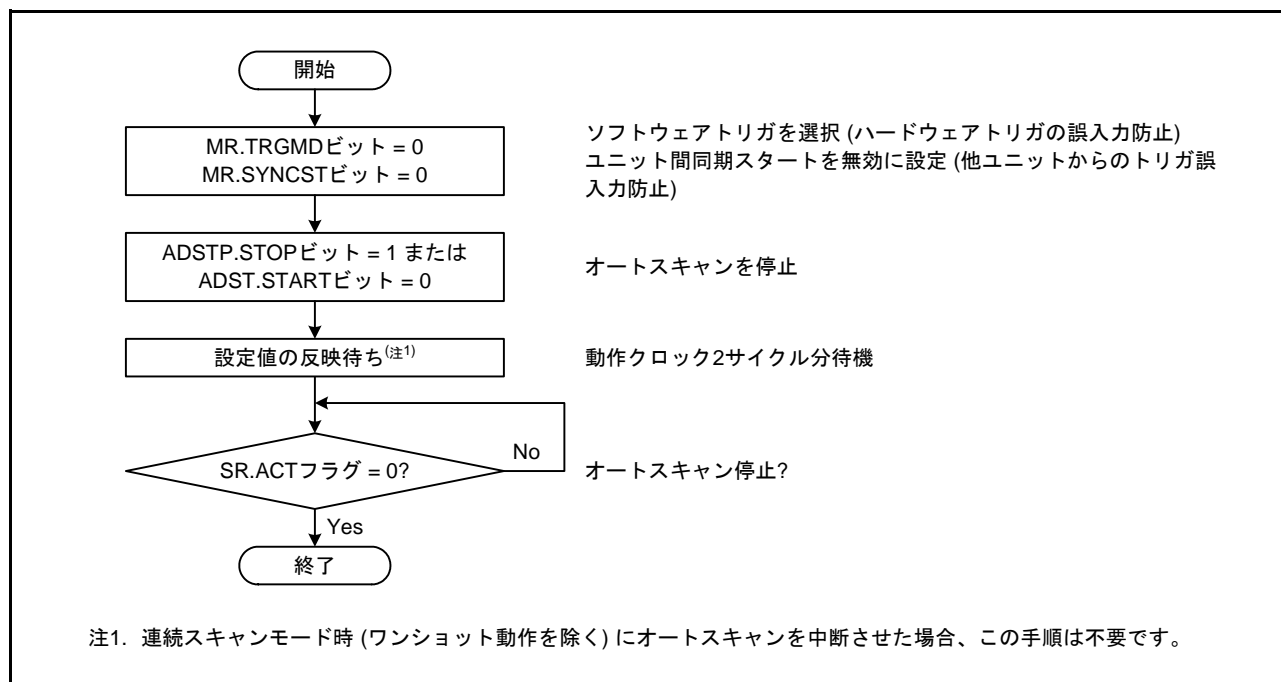 開始
MR.TRGMDビット = 0
MR.SYNCSTビット = 0
ソフトウェアトリガを選択 (ハードウェアトリガの誤入力防止)
ユニット間同期スタートを無効に設定 (他ユニットからのトリガ誤
入力防止)
ADSTP.STOPビット = 1 または
ADST.STARTビット = 0
オートスキャンを停止
設定値の反映待ち(注1)
動作クロック2サイクル分待機
SR.ACTフラグ = 0?
No
オートスキャン停止?
Yes
終了
注1. 連続スキャンモード時 (ワンショット動作を除く) にオートスキャンを中断させた場合、この手順は不要です。